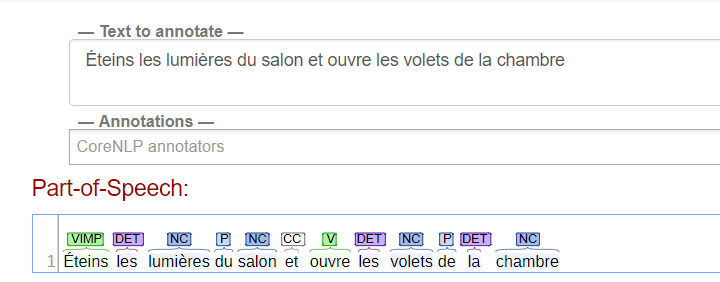 — Text to annotate —
Éteins les lumières du salon et ouvre les volets de la chambre
— Annotations —
CoreNLP annotators
Part-of-Speech:
VIMP DET NC P NC CC V DET NC P DET NC
1 Éteins les lumières du salon et ouvre les volets de la chambre